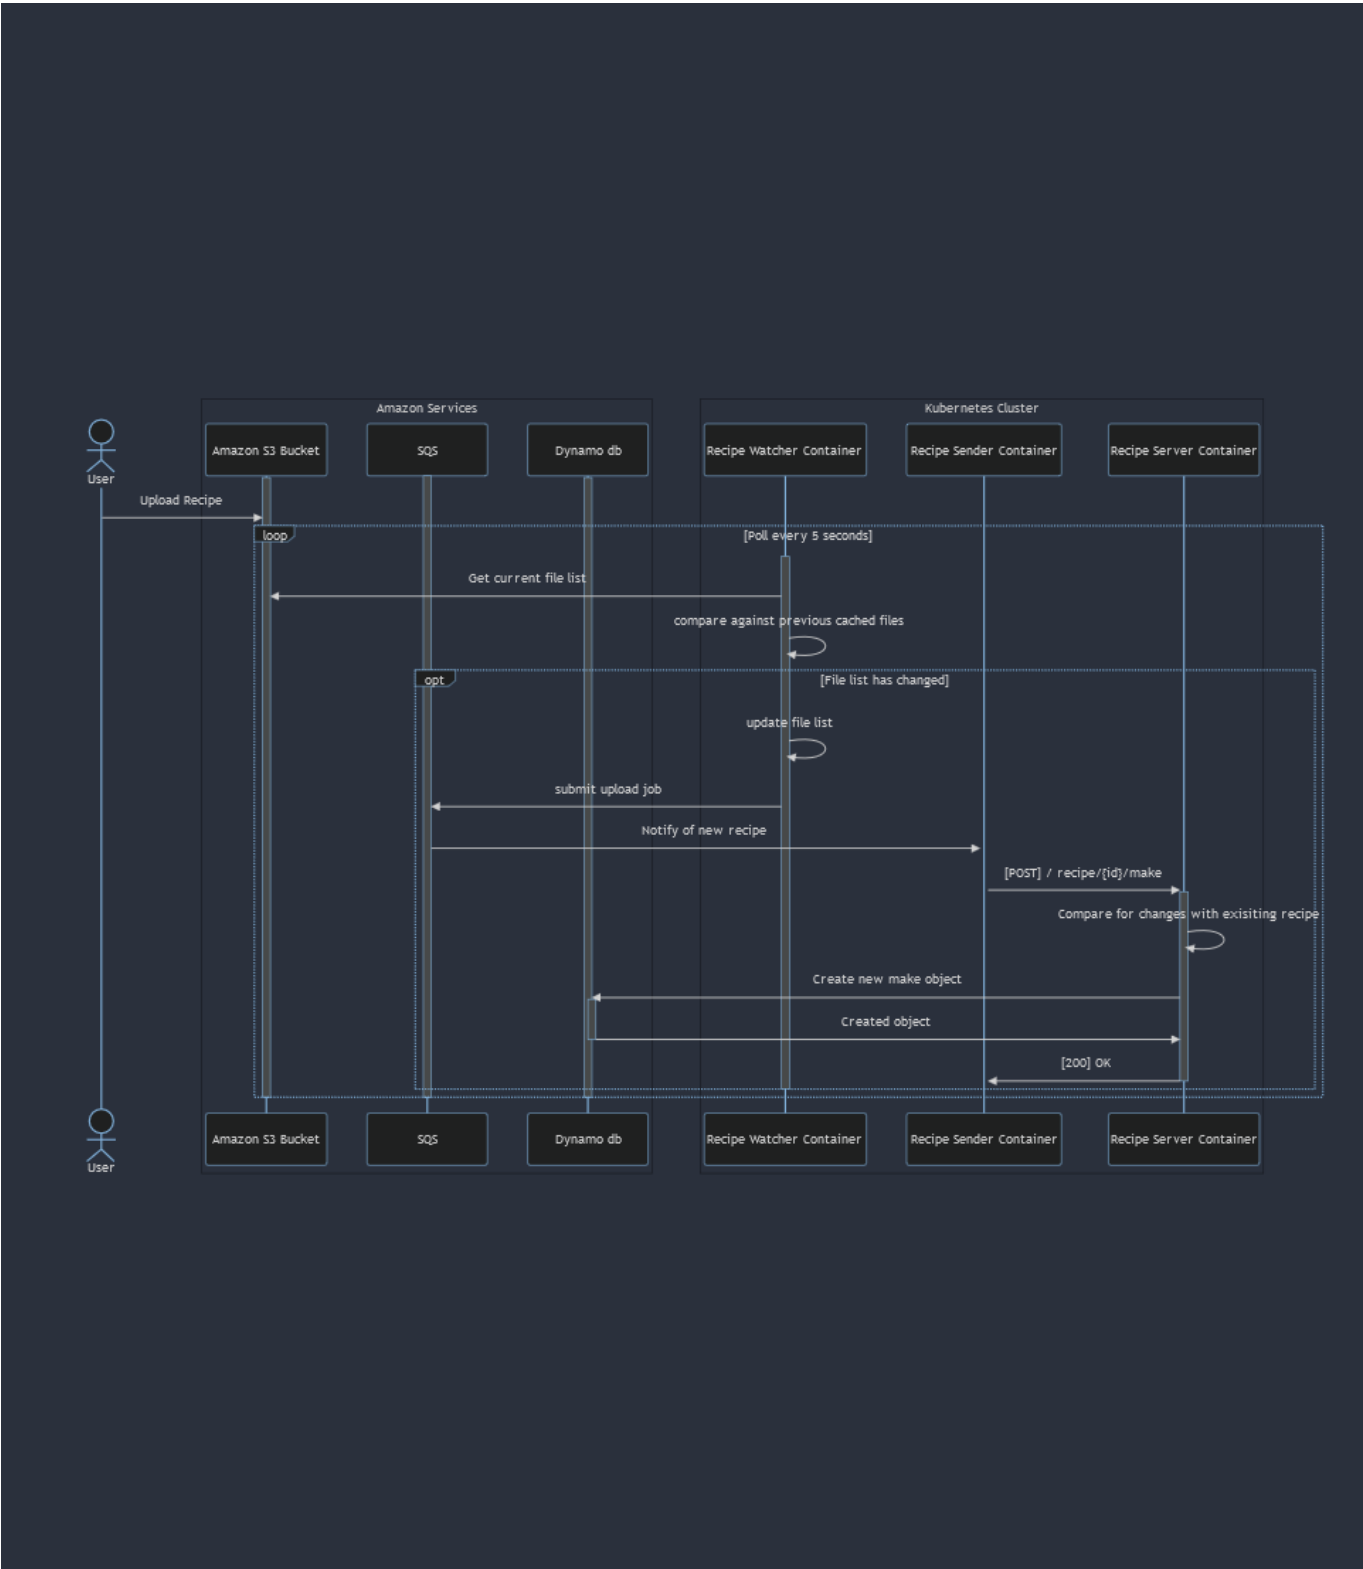 Amazon Services
Kubernetes Cluster
User
Amazon S3 Bucket
SQS
Dynamo db
Recipe Watcher Container
Recipe Sender Container
Recipe Server Container
Upload Recipe
loop
[Poll every 5 seconds]
Get current file list
compare against previous cached files
opt
[File list has changed]
update file list
submit upload job
Notify of new recipe
[POST] / recipe/{id}/make
Compare for changes with exisiting recipe
Create new make object
Created object
[200] OK
User
Amazon S3 Bucket
SQS
Dynamo db
Recipe Watcher Container
Recipe Sender Container
Recipe Server Container